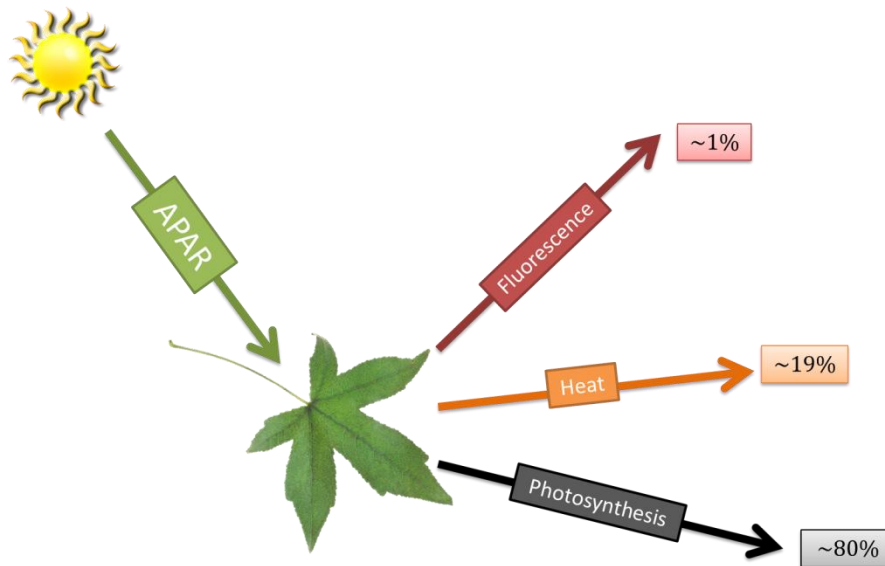 APAR
Fluorescence
~1%
Heat
~19%
Photosynthesis
~80%